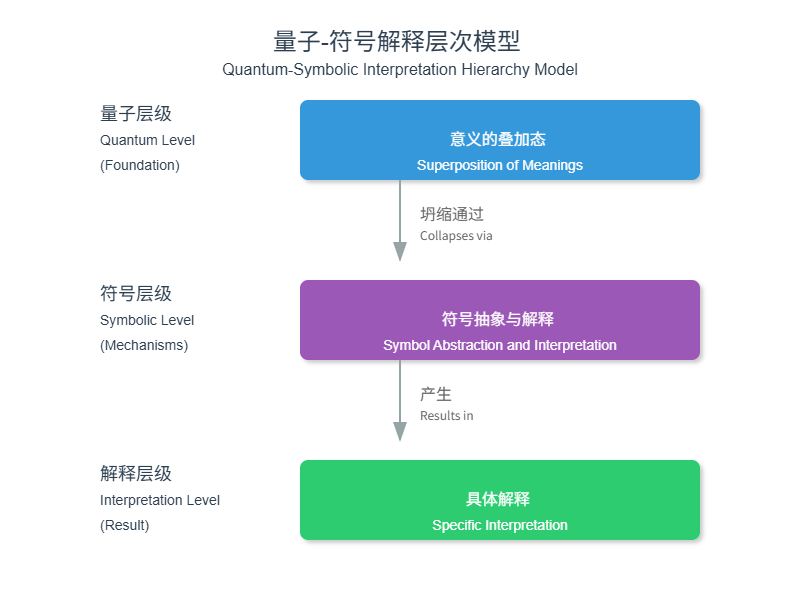 量子-符号解释层次模型
Quantum-Symbolic Interpretation Hierarchy Model
量子层级
Quantum Level
(Foundation)
意义的叠加态
Superposition of Meanings
坍缩通过
Collapses via
符号层级
Symbolic Level
(Mechanisms)
符号抽象与解释
Symbol Abstraction and Interpretation
产生
Results in
解释层级
Interpretation Level
(Result)
具体解释
Specific Interpretation